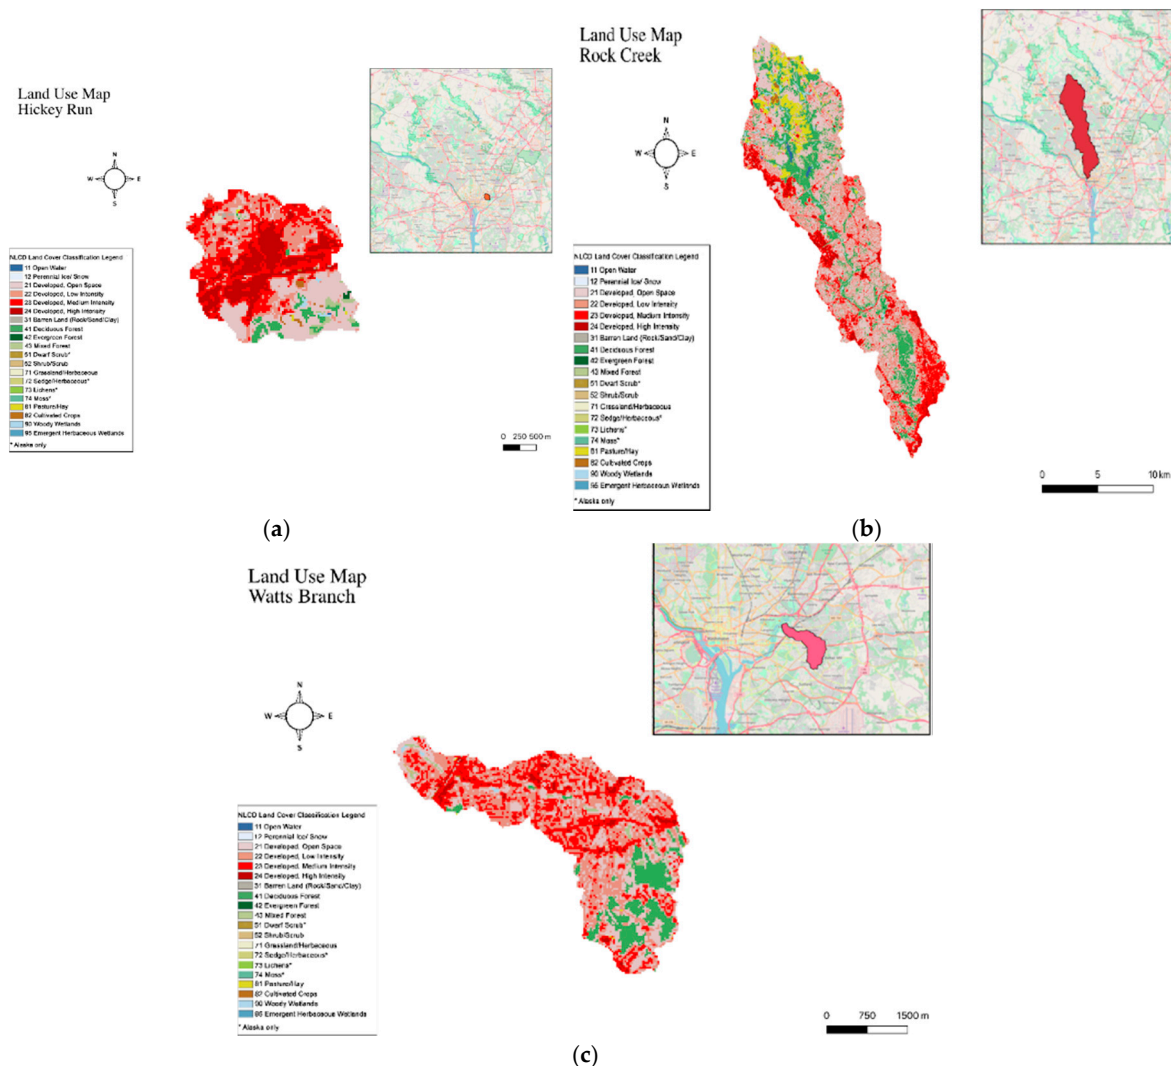 Land Use Map
Hickey Run
N
W E
S
NLCD Land Cover Classification Legend
11 Open Water
12 Perennial Ice/ Snow
21 Developed, Open Space
22 Developed, Low Intensity
23 Developed, Medium Intensity
24 Developed, High Intensity
31 Barren Land (Rock/Sand/Clay)
41 Deciduous Forest
42 Evergreen Forest
43 Mixed Forest
51 Dwarf Scrub*
52 Shrub/Scrub
71 Grassland/Herbaceous
72 Sedge/Herbaceous*
73 Lichens*
74 Moss*
81 Pasture/Hay
82 Cultivated Crops
90 Woody Wetlands
95 Emergent Herbaceous Wetlands
* Alaska only
0 250 500 m
(a)
Land Use Map
Rock Creek
N
W E
S
NLCD Land Cover Classification Legend
11 Open Water
12 Perennial Ice/ Snow
21 Developed, Open Space
22 Developed, Low Intensity
23 Developed, Medium Intensity
24 Developed, High Intensity
31 Barren Land (Rock/Sand/Clay)
41 Deciduous Forest
42 Evergreen Forest
43 Mixed Forest
51 Dwarf Scrub*
52 Shrub/Scrub
71 Grassland/Herbaceous
72 Sedge/Herbaceous*
73 Lichens*
74 Moss*
81 Pasture/Hay
82 Cultivated Crops
90 Woody Wetlands
95 Emergent Herbaceous Wetlands
* Alaska only
0 5 10 km
(b)
Land Use Map
Watts Branch
N
W E
S
NLCD Land Cover Classification Legend
11 Open Water
12 Perennial Ice/ Snow
21 Developed, Open Space
22 Developed, Low Intensity
23 Developed, Medium Intensity
24 Developed, High Intensity
31 Barren Land (Rock/Sand/Clay)
41 Deciduous Forest
42 Evergreen Forest
43 Mixed Forest
51 Dwarf Scrub*
52 Shrub/Scrub
71 Grassland/Herbaceous
72 Sedge/Herbaceous*
73 Lichens*
74 Moss*
81 Pasture/Hay
82 Cultivated Crops
90 Woody Wetlands
95 Emergent Herbaceous Wetlands
* Alaska only
0 750 1500 m
(c)